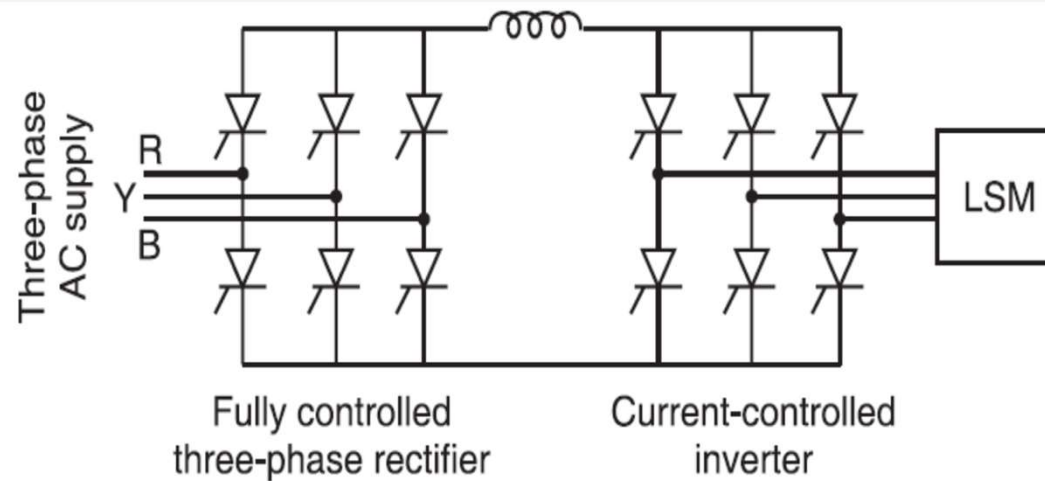 Three-phase
AC supply
R
Y
B
LSM
Fully controlled
three-phase rectifier
Current-controlled
inverter